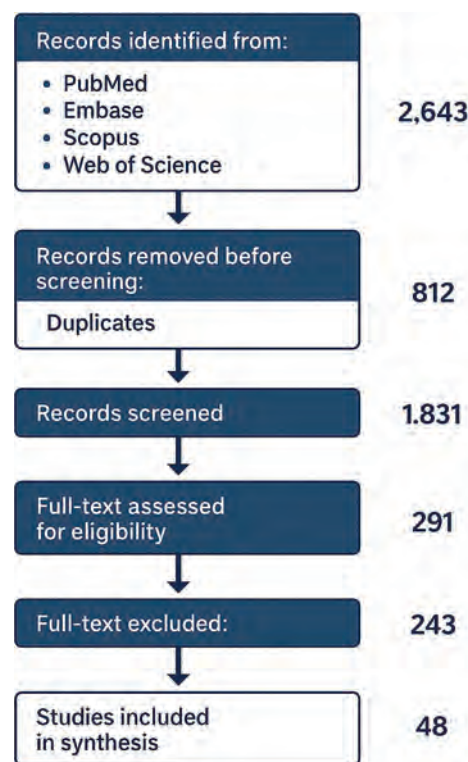 Records identified from:
• PubMed
• Embase
• Scopus
• Web of Science
2,643
Records removed before
screening:
Duplicates
812
Records screened
1.831
Full-text assessed
for eligibility
291
Full-text excluded:
243
Studies included
in synthesis
48